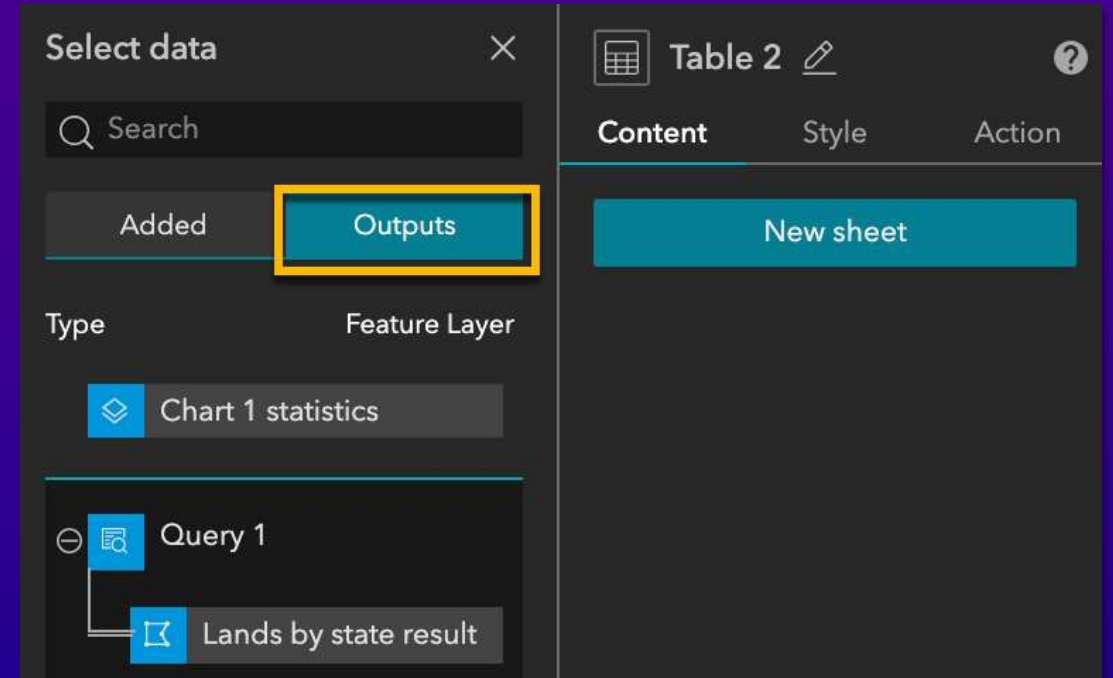 Select data
Search
Added
Outputs
Type
Feature Layer
Chart 1 statistics
Query 1
Lands by state result
Table 2
Content
Style
Action
New sheet